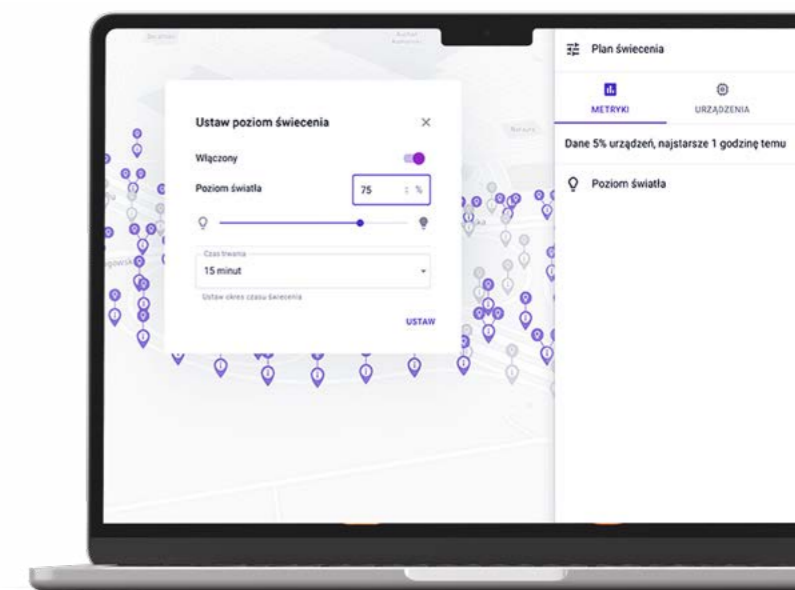 Ustaw poziom świecenia
Włączony
Poziom światła
75 %
Czas trwania
15 minut
Ustaw okres czasu świecenia
USTAW
Plan świecenia
METRYKI
URZĄDZENIA
Dane 5% urządzeń, najstarsze 1 godzinę temu
Poziom światła